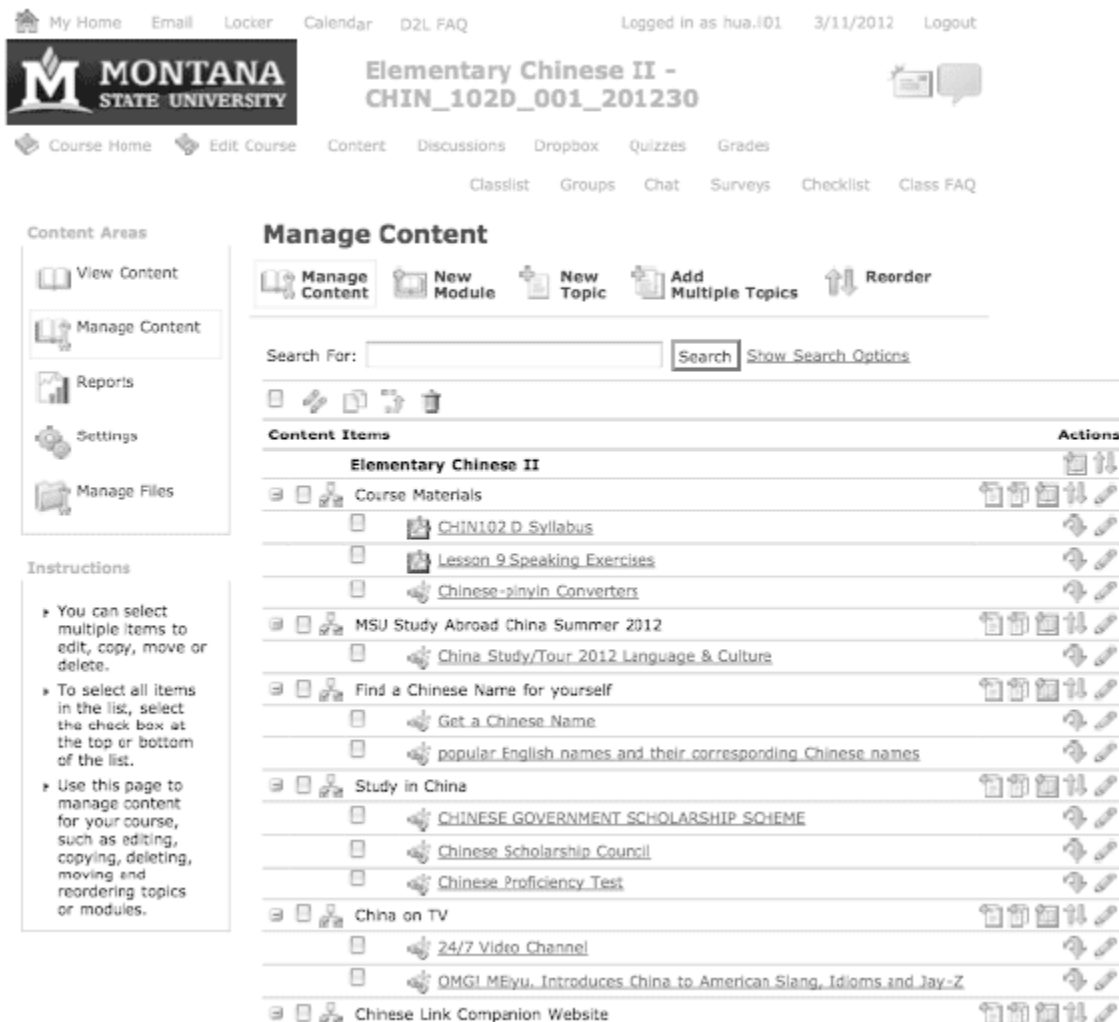 My Home Email Locker Calendar D2L FAQ Logged in as hua.li01 3/11/2012 Logout
MONTANA
STATE UNIVERSITY
Elementary Chinese II -
CHIN_102D_001_201230
Course Home Edit Course Content Discussions Dropbox Quizzes Grades
Classlist Groups Chat Surveys Checklist Class FAQ
Content Areas
View Content
Manage Content
Reports
Settings
Manage Files
Instructions
You can select
multiple items to
edit, copy, move or
delete.
To select all items
in the list, select
the check box at
the top or bottom
of the list.
Use this page to
manage content
for your course,
such as editing,
copying, deleting,
moving and
reordering topics
or modules.
Manage Content
Manage
Content
New
Module
New
Topic
Add
Multiple Topics
Reorder
Search For: Search Show Search Options
Content Items Actions
Elementary Chinese II
Course Materials
CHIN102 D Syllabus
Lesson 9 Speaking Exercises
Chinese-pinyin Converters
MSU Study Abroad China Summer 2012
China Study/Tour 2012 Language & Culture
Find a Chinese Name for yourself
Get a Chinese Name
popular English names and their corresponding Chinese names
Study in China
CHINESE GOVERNMENT SCHOLARSHIP SCHEME
Chinese Scholarship Council
Chinese Proficiency Test
China on TV
24/7 Video Channel
OMG! MEiyu. Introduces China to American Slang, Idioms and Jay-Z
Chinese Link Companion Website